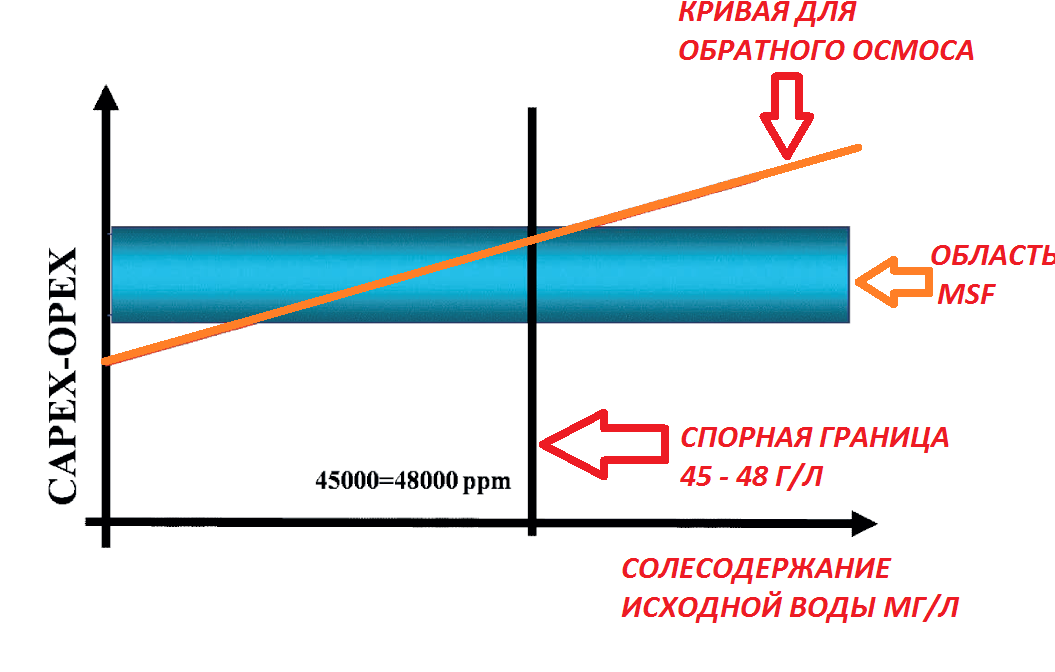 КРИВАЯ ДЛЯ
ОБРАТНОГО ОСМОСА
ОБЛАСТЬ
MSF
CAPEX-OPEX
СПОРНАЯ ГРАНИЦА
45 - 48 Г/Л
45000=48000 ppm
СОЛЕСОДЕРЖАНИЕ
ИСХОДНОЙ ВОДЫ МГ/Л